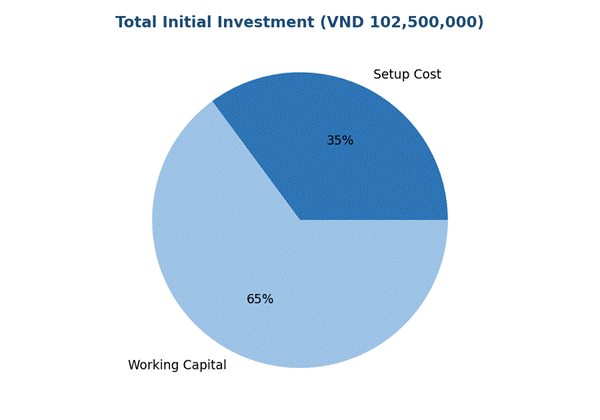 Total Initial Investment (VND 102,500,000)
Setup Cost
35%
65%
Working Capital